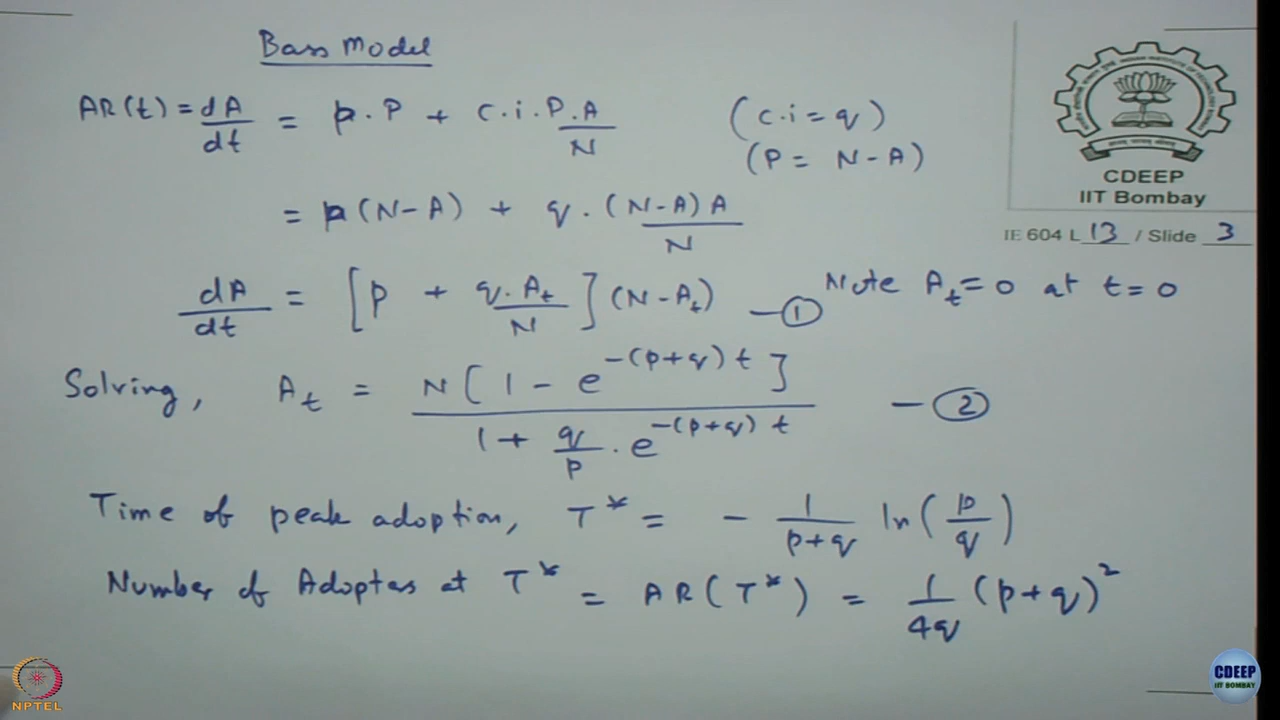 Bass Model
AR(t) = dA/dt = p . P + c . i . P . A / N (c . i = q)
(P = N - A)
= p (N - A) + q . (N - A) A / N
dA/dt = [ p + q . A_t / N ] (N - A_t) — ① Note A_t = 0 at t = 0
Solving, A_t = N [ 1 - e^{-(p+q) t} ] / 1 + q/p . e^{-(p+q) t} — ②
Time of peak adoption, T* = - 1/(p+q) ln ( p/q )
Number of Adopters at T* = AR(T*) = 1/4q (p+q)^2
CDEEP
IIT Bombay
IE 604 L 13 / Slide 3
NPTEL
CDEEP
IIT BOMBAY